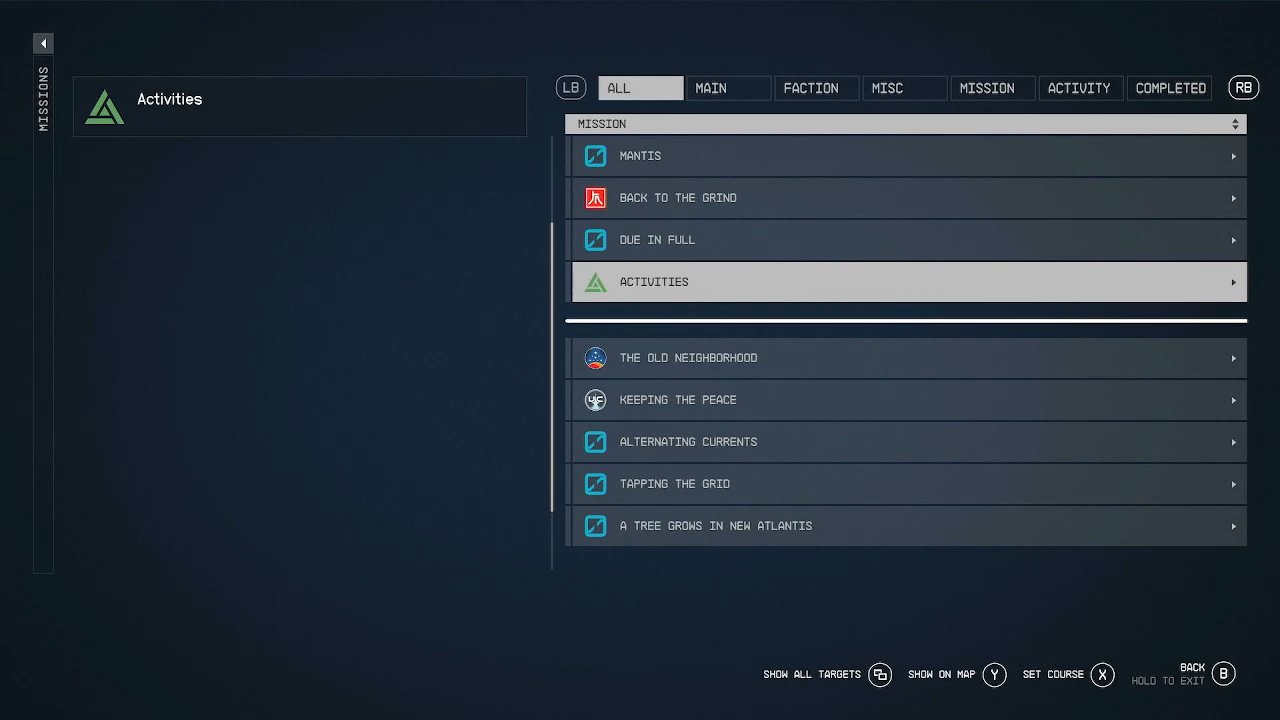 MISSIONS
Activities
LB ALL MAIN FACTION MISC MISSION ACTIVITY COMPLETED RB
MISSION
MANTIS
BACK TO THE GRIND
DUE IN FULL
ACTIVITIES
THE OLD NEIGHBORHOOD
UC KEEPING THE PEACE
ALTERNATING CURRENTS
TAPPING THE GRID
A TREE GROWS IN NEW ATLANTIS
SHOW ALL TARGETS SHOW ON MAP Y SET COURSE X BACK B
HOLD TO EXIT